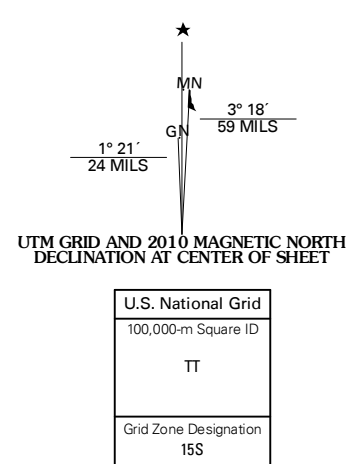 ★
MN
3° 18´
59 MILS
GN
1° 21´
24 MILS
UTM GRID AND 2010 MAGNETIC NORTH
DECLINATION AT CENTER OF SHEET
U.S. National Grid
100,000-m Square ID
TT
Grid Zone Designation
15S